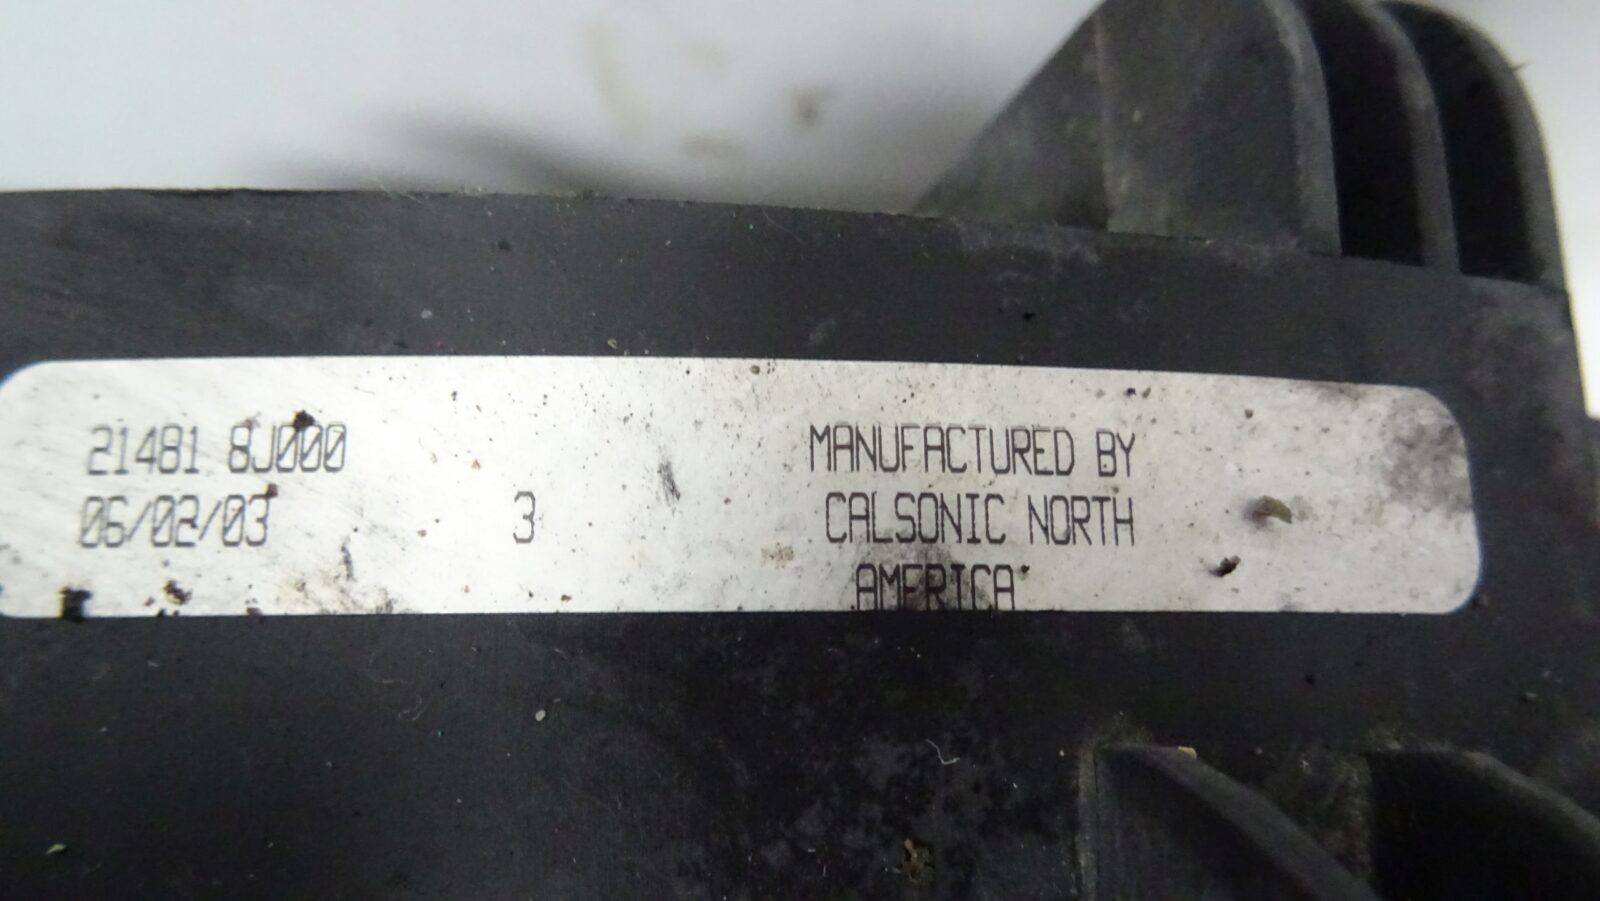 21481 8J000
06/02/03 3
MANUFACTURED BY
CALSONIC NORTH
AMERICA